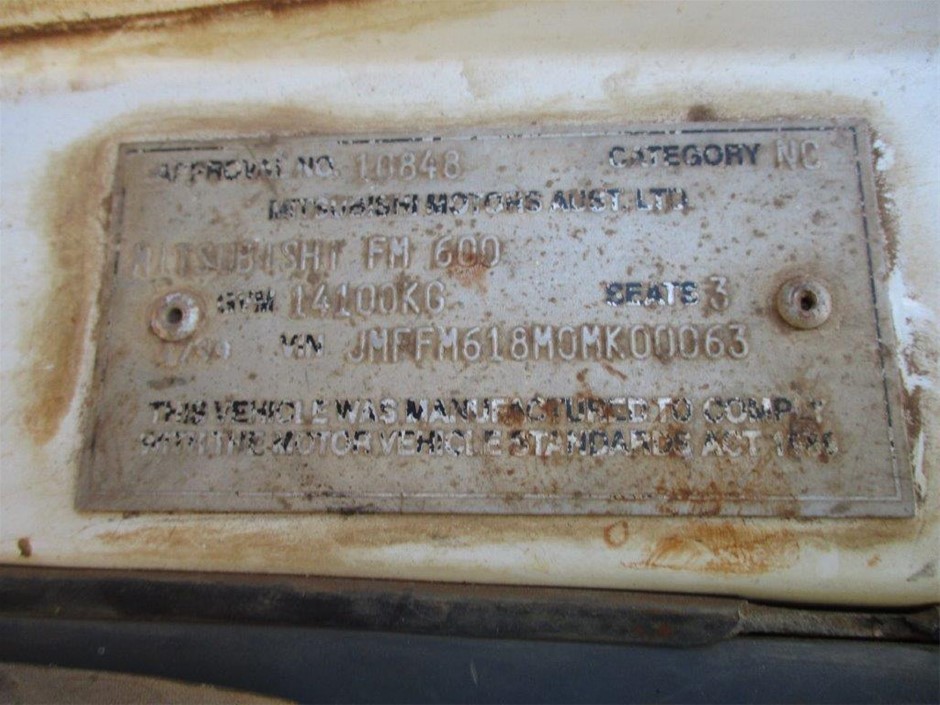 APPROVAL NO. 10848 CATEGORY NC
MITSUBISHI MOTORS AUST. LTD.
MITSUBISHI FM 600
GVM 14100KG SEATS 3
VIN JMFFM618M0MK00063
THIS VEHICLE WAS MANUFACTURED TO COMPLY
WITH THE MOTOR VEHICLE STANDARDS ACT 1989